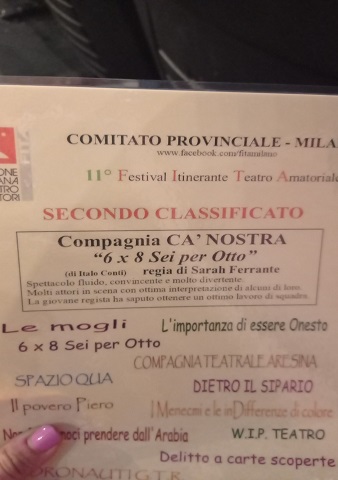 COMITATO PROVINCIALE - MILA
www.facebook.com/fitamilano
11° Festival Itinerante Teatro Amatoriale
SECONDO CLASSIFICATO
Compagnia CA' NOSTRA
"6 x 8 Sei per Otto"
(di Italo Conti) regia di Sarah Ferrante
Spettacolo fluido, convincente e molto divertente.
Molti attori in scena con ottima interpretazione di alcuni di loro.
La giovane regista ha saputo ottenere un ottimo lavoro di squadra.
Le mogli L'importanza di essere Onesto
6 x 8 Sei per Otto
COMPAGNIA TEATRALE ARESINA
SPAZIO QUA DIETRO IL SIPARIO
Il povero Piero I Menecmi e le inDifferenze di colore
prendere dall'Arabia W.I.P. TEATRO
Delitto a carte scoperte
CORONAUTI G.T.R.